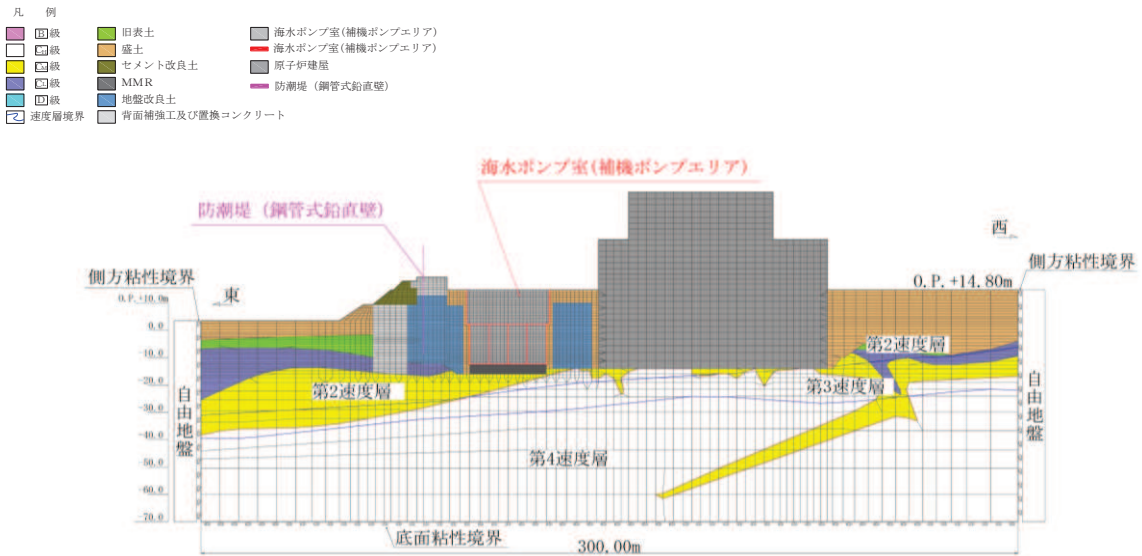 凡 例
B級 旧表土 海水ポンプ室(補機ポンプエリア)
CH級 盛土 海水ポンプ室(補機ポンプエリア)
CM級 セメント改良土 原子炉建屋
CL級 MMR 防潮堤（鋼管式鉛直壁）
D級 地盤改良土
速度層境界 背面補強工及び置換コンクリート
海水ポンプ室(補機ポンプエリア)
防潮堤（鋼管式鉛直壁）
西
側方粘性境界 側方粘性境界
O.P.+14.80m
東
O.P.+10.0m
0.0
-10.0
-20.0
-30.0
-40.0
-50.0
-60.0
-70.0
第2速度層
第2速度層
第3速度層
第4速度層
自由地盤
自由地盤
底面粘性境界
300.00m